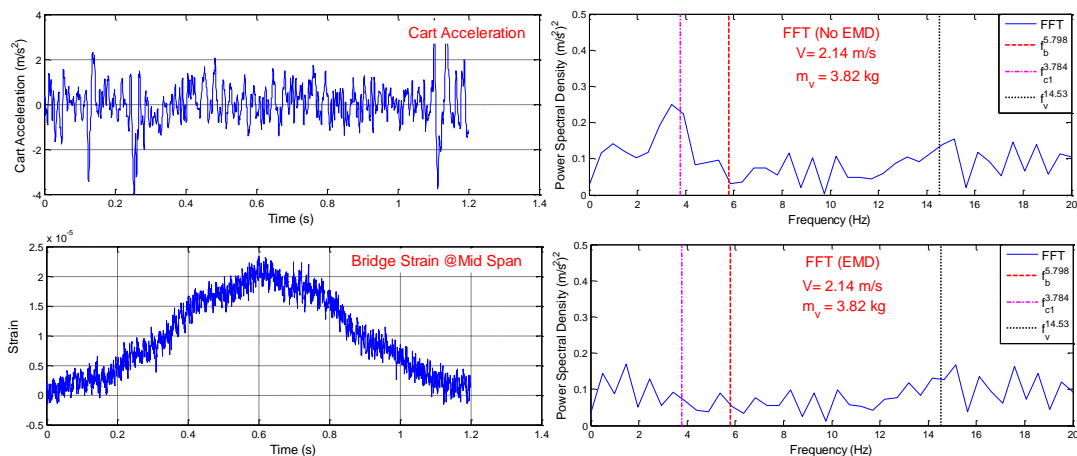 Cart Acceleration
Cart Acceleration (m/s²)
4
2
0
-2
-4
0
0.2
0.4
0.6
0.8
1
1.2
1.4
Time (s)
FFT (No EMD)
V= 2.14 m/s
m_v = 3.82 kg
FFT
f_b^5.798
f_c1^3.784
f_v^14.53
Power Spectral Density (m/s²)²
0.5
0.4
0.3
0.2
0.1
0
0
2
4
6
8
10
12
14
16
18
20
Frequency (Hz)
x 10^-5
Bridge Strain @Mid Span
Strain
2.5
2
1.5
1
0.5
0
-0.5
0
0.2
0.4
0.6
0.8
1
1.2
1.4
Time (s)
FFT (EMD)
V= 2.14 m/s
m_v = 3.82 kg
FFT
f_b^5.798
f_c1^3.784
f_v^14.53
Power Spectral Density (m/s²)²
0.5
0.4
0.3
0.2
0.1
0
0
2
4
6
8
10
12
14
16
18
20
Frequency (Hz)